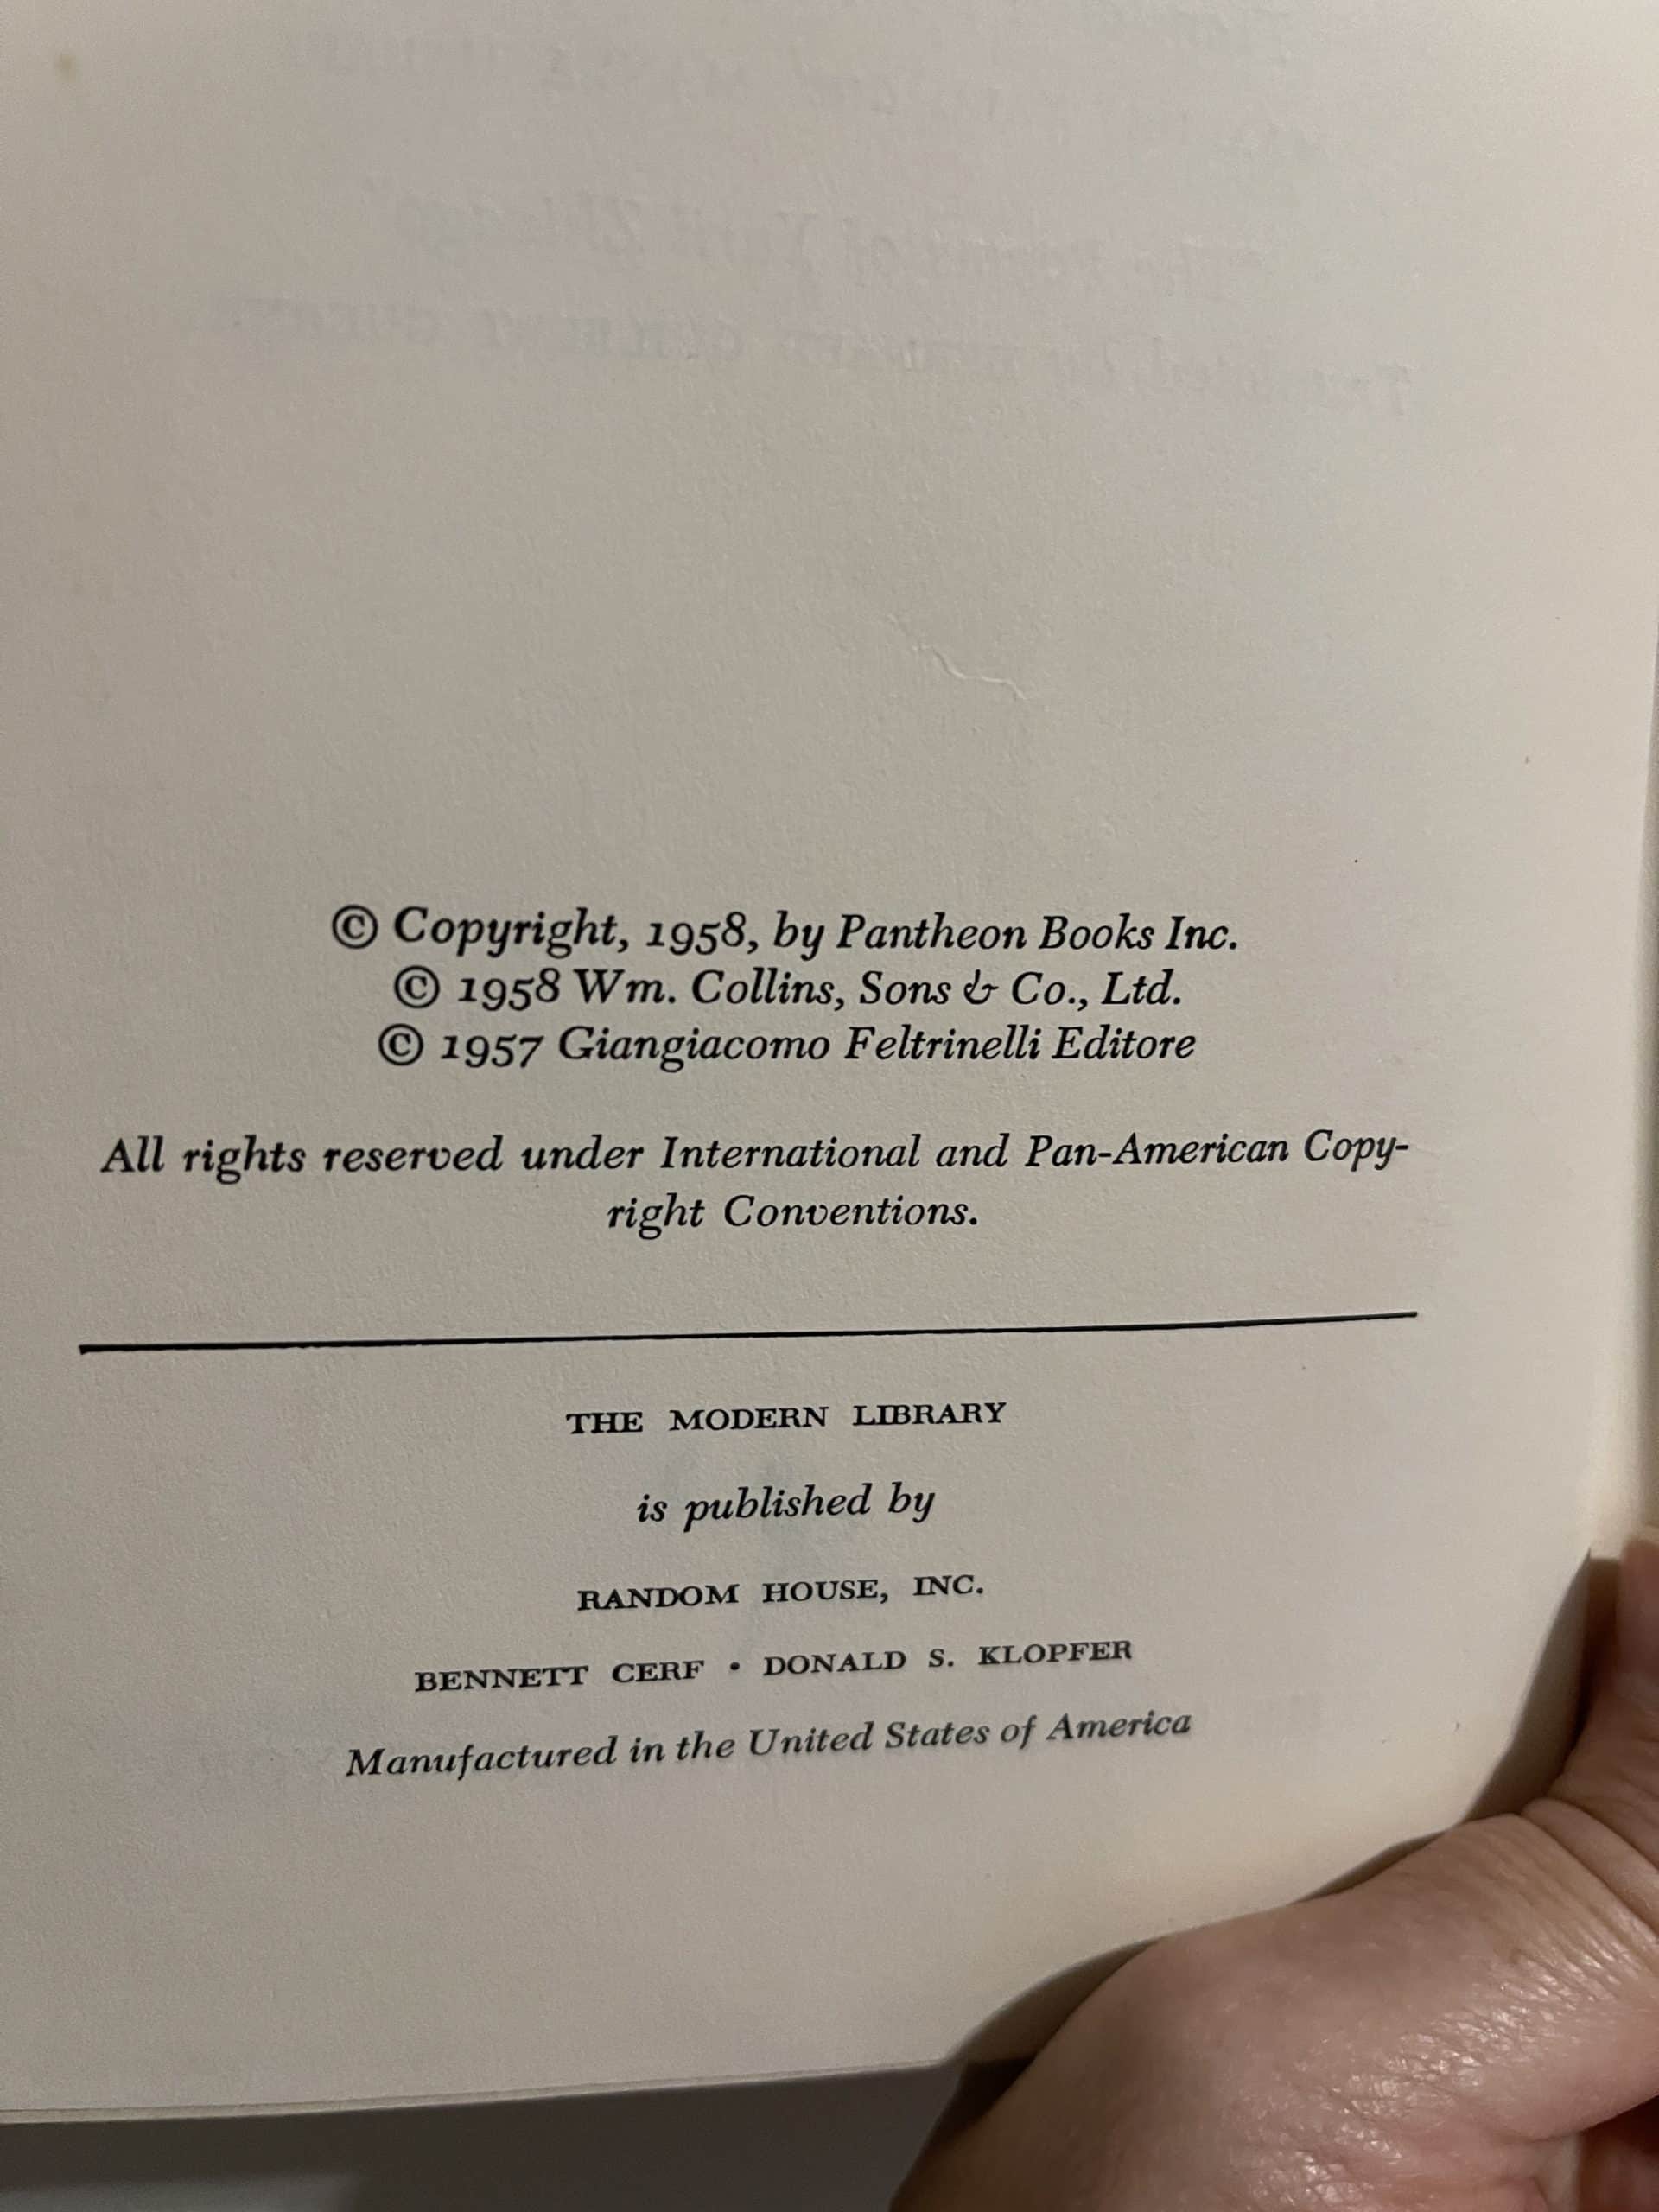 © Copyright, 1958, by Pantheon Books Inc.
© 1958 Wm. Collins, Sons & Co., Ltd.
© 1957 Giangiacomo Feltrinelli Editore
All rights reserved under International and Pan-American Copy-
right Conventions.
THE MODERN LIBRARY
is published by
RANDOM HOUSE, INC.
BENNETT CERF • DONALD S. KLOPFER
Manufactured in the United States of America